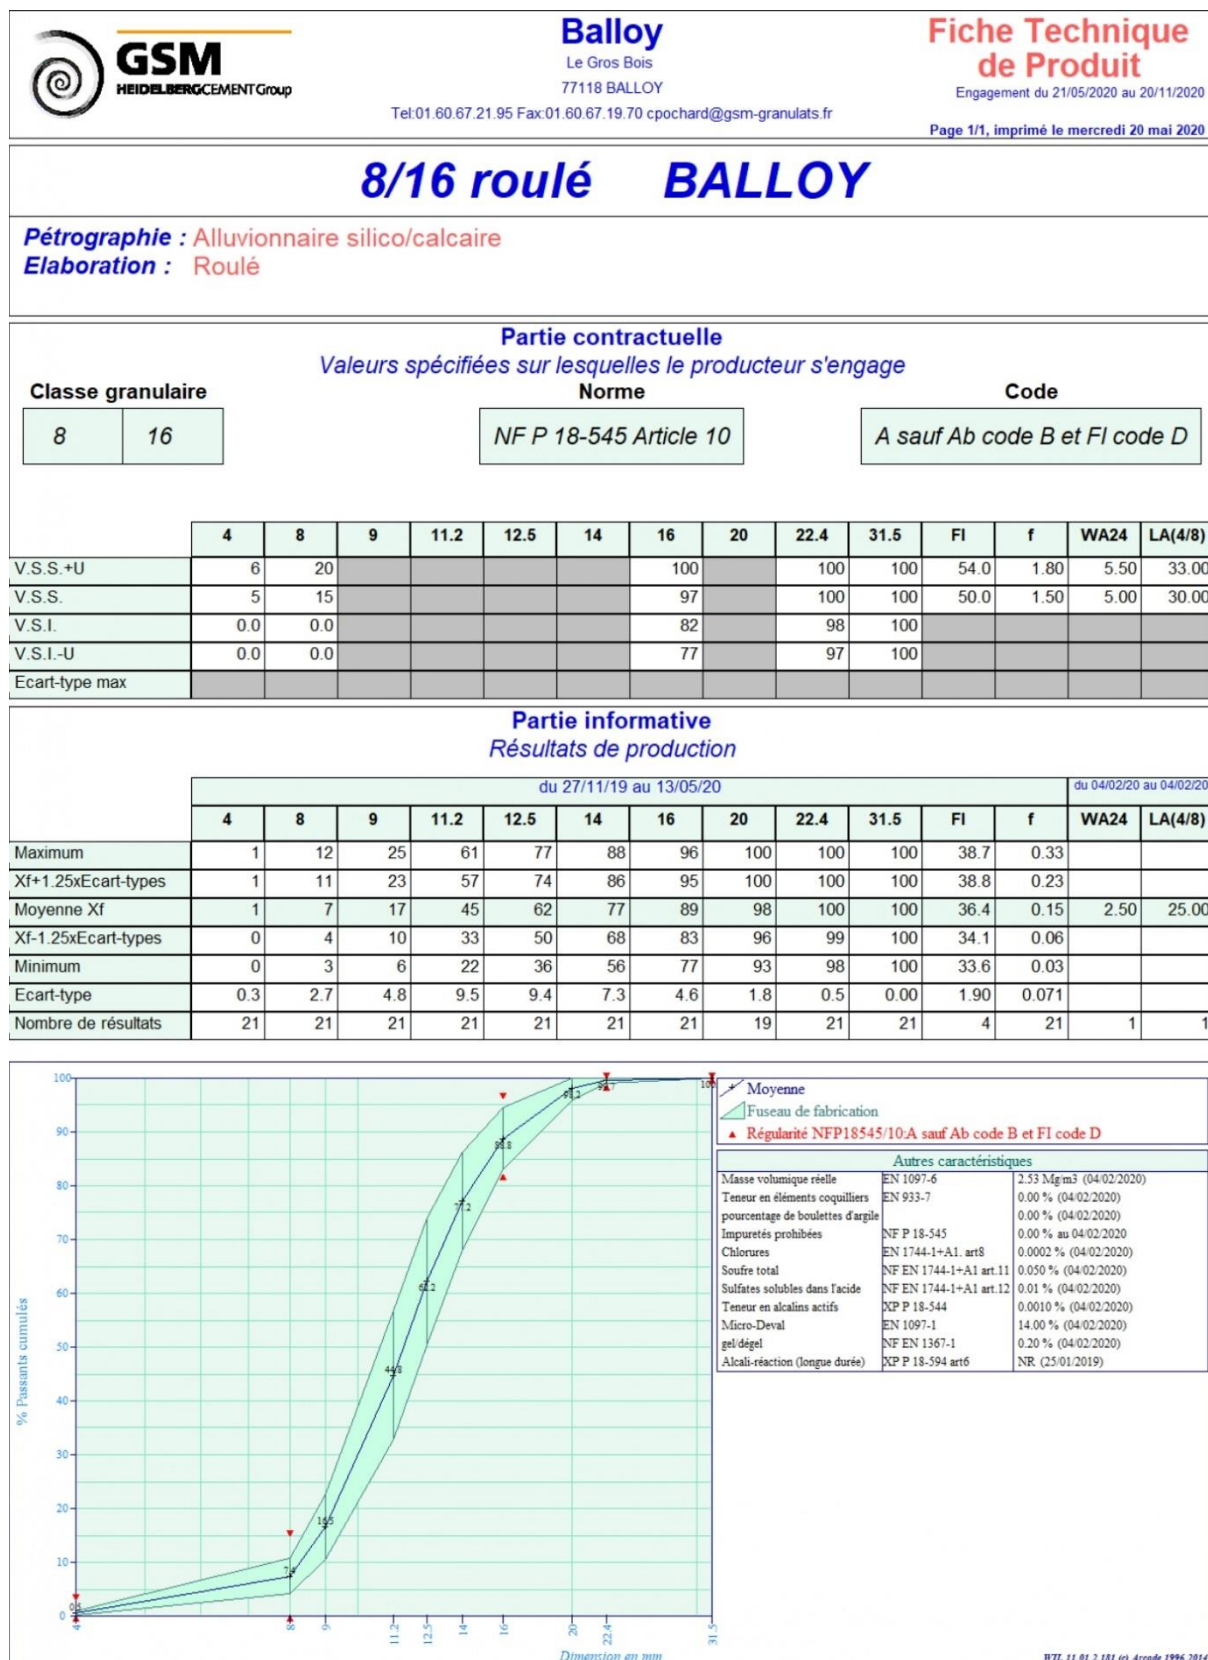 GSM
HEIDELBERGCEMENT Group
Balloy
Le Gros Bois
77118 BALLOY
Tel:01.60.67.21.95 Fax:01.60.67.19.70 cpochard@gsm-granulats.fr
Fiche Technique
de Produit
Engagement du 21/05/2020 au 20/11/2020
Page 1/1, imprimé le mercredi 20 mai 2020
8/16 roulé BALLOY
Pétrographie : Alluvionnaire silico/calcaire
Elaboration : Roulé
Partie contractuelle
Valeurs spécifiées sur lesquelles le producteur s'engage
Classe granulaire Norme Code
8 16 NF P 18-545 Article 10 A sauf Ab code B et FI code D
4 8 9 11.2 12.5 14 16 20 22.4 31.5 FI f WA24 LA(4/8)
V.S.S.+U 6 20 100 100 100 54.0 1.80 5.50 33.00
V.S.S. 5 15 97 100 100 50.0 1.50 5.00 30.00
V.S.I. 0.0 0.0 82 98 100
V.S.I.-U 0.0 0.0 77 97 100
Ecart-type max
Partie informative
Résultats de production
du 27/11/19 au 13/05/20 du 04/02/20 au 04/02/20
4 8 9 11.2 12.5 14 16 20 22.4 31.5 FI f WA24 LA(4/8)
Maximum 1 12 25 61 77 88 96 100 100 100 38.7 0.33
Xf+1.25xEcart-types 1 11 23 57 74 86 95 100 100 100 38.8 0.23
Moyenne Xf 1 7 17 45 62 77 89 98 100 100 36.4 0.15 2.50 25.00
Xf-1.25xEcart-types 0 4 10 33 50 68 83 96 99 100 34.1 0.06
Minimum 0 3 6 22 36 56 77 93 98 100 33.6 0.03
Ecart-type 0.3 2.7 4.8 9.5 9.4 7.3 4.6 1.8 0.5 0.00 1.90 0.071
Nombre de résultats 21 21 21 21 21 21 21 19 21 21 4 21 1 1
% Passants cumulés
100
90
80
70
60
50
40
30
20
10
0
98.2
100
88.8
77.2
62.2
44.8
16.5
4 8 9 11.2 12.5 14 16 20 22.4 31.5
Dimension en mm
Moyenne
Fuseau de fabrication
Régularité NFP18545/10:A sauf Ab code B et FI code D
Autres caractéristiques
Masse volumique réelle EN 1097-6 2.53 Mg/m3 (04/02/2020)
Teneur en éléments coquilliers EN 933-7 0.00 % (04/02/2020)
pourcentage de boulettes d'argile 0.00 % (04/02/2020)
Impuretés prohibées NF P 18-545 0.00 % au 04/02/2020
Chlorures EN 1744-1+A1. art8 0.0002 % (04/02/2020)
Soufre total NF EN 1744-1+A1 art.11 0.050 % (04/02/2020)
Sulfates solubles dans l'acide NF EN 1744-1+A1 art.12 0.01 % (04/02/2020)
Teneur en alcalins actifs XP P 18-544 0.0010 % (04/02/2020)
Micro-Deval EN 1097-1 14.00 % (04/02/2020)
gel/dégel NF EN 1367-1 0.20 % (04/02/2020)
Alcali-réaction (longue durée) XP P 18-594 art6 NR (25/01/2019)